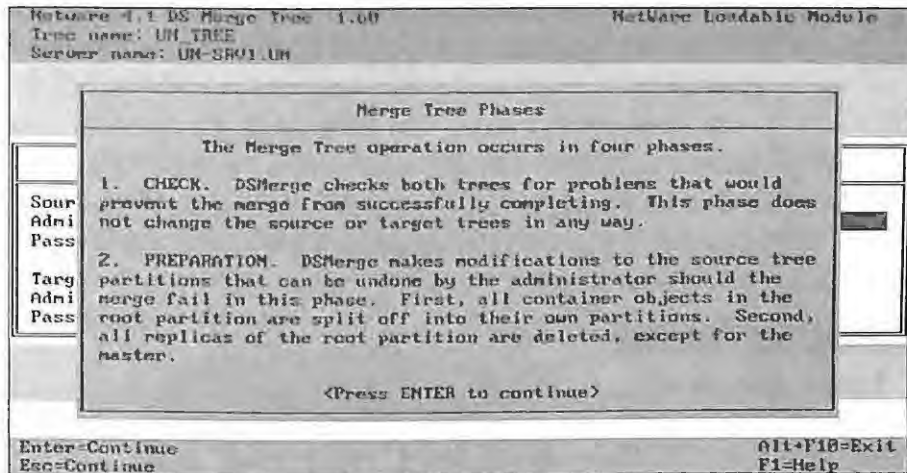 Netware 4.1 DS Merge Tree 1.60 NetWare Loadable Module
Tree name: UN_TREE
Server name: UN-SRV1.UN
Merge Tree Phases
The Merge Tree operation occurs in four phases.
1. CHECK. DSMerge checks both trees for problems that would
prevent the merge from successfully completing. This phase does
not change the source or target trees in any way.
2. PREPARATION. DSMerge makes modifications to the source tree
partitions that can be undone by the administrator should the
merge fail in this phase. First, all container objects in the
root partition are split off into their own partitions. Second,
all replicas of the root partition are deleted, except for the
master.
<Press ENTER to continue>
Sour
Admi
Pass
Targ
Admi
Pass
Enter=Continue Alt+F10=Exit
Esc=Continue F1=Help